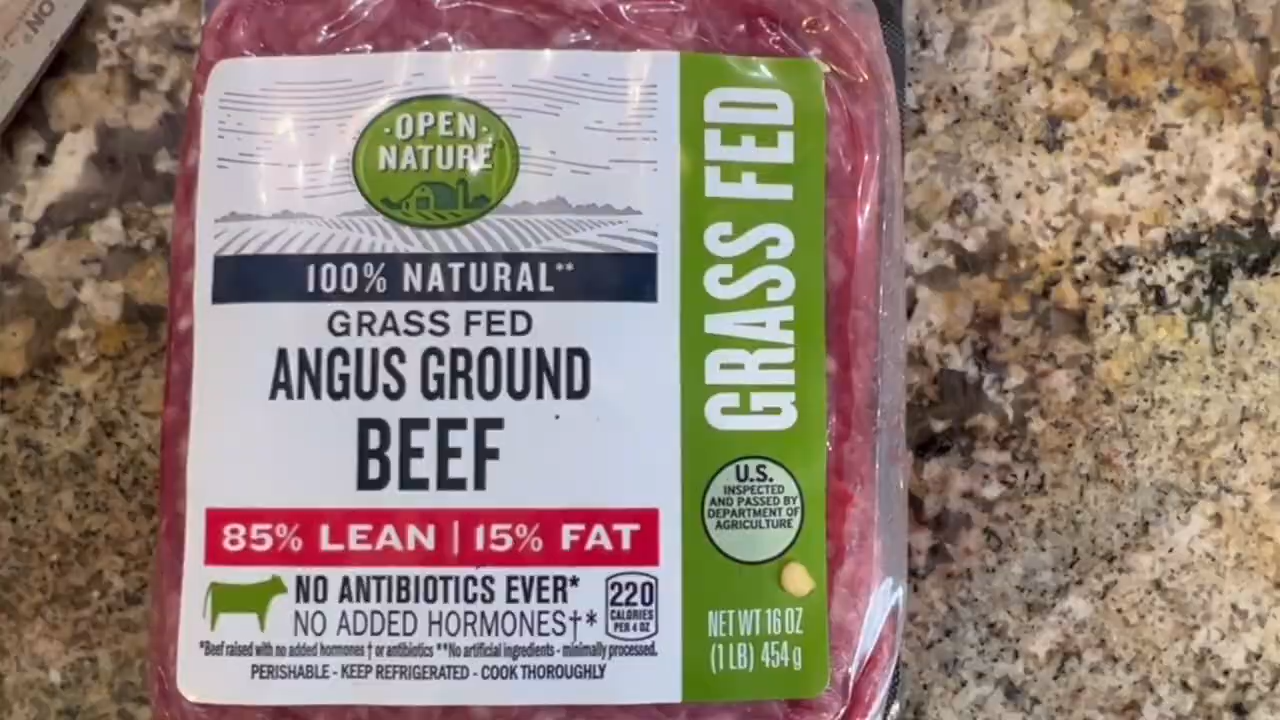 NO
·OPEN·
NATURE
100% NATURAL**
GRASS FED
ANGUS GROUND
BEEF
85% LEAN | 15% FAT
NO ANTIBIOTICS EVER*
NO ADDED HORMONES†*
220
CALORIES
PER 4 OZ
*Beef raised with no added hormones † or antibiotics **No artificial ingredients - minimally processed.
PERISHABLE - KEEP REFRIGERATED - COOK THOROUGHLY
GRASS FED
U.S.
INSPECTED
AND PASSED BY
DEPARTMENT OF
AGRICULTURE
NET WT 16 OZ
(1 LB) 454 g